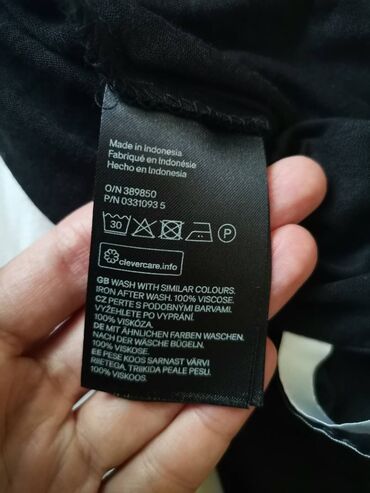 Made in Indonesia
Fabriqué en Indonésie
Hecho en Indonesia
O/N 389850
P/N 0331093 5
30 P
clevercare.info
GB WASH WITH SIMILAR COLOURS.
IRON AFTER WASH. 100% VISCOSE.
CZ PERTE S PODOBNÝMI BARVAMI.
VYŽEHLETE PO VYPRÁNÍ.
100% VISKÓZA.
DE MIT ÄHNLICHEN FARBEN WASCHEN.
NACH DER WÄSCHE BÜGELN.
100% VISKOSE.
EE PESE KOOS SARNAST VÄRVI
RIIETEGA. TRIIKIDA PEALE PESU.
100% VISKOOS.